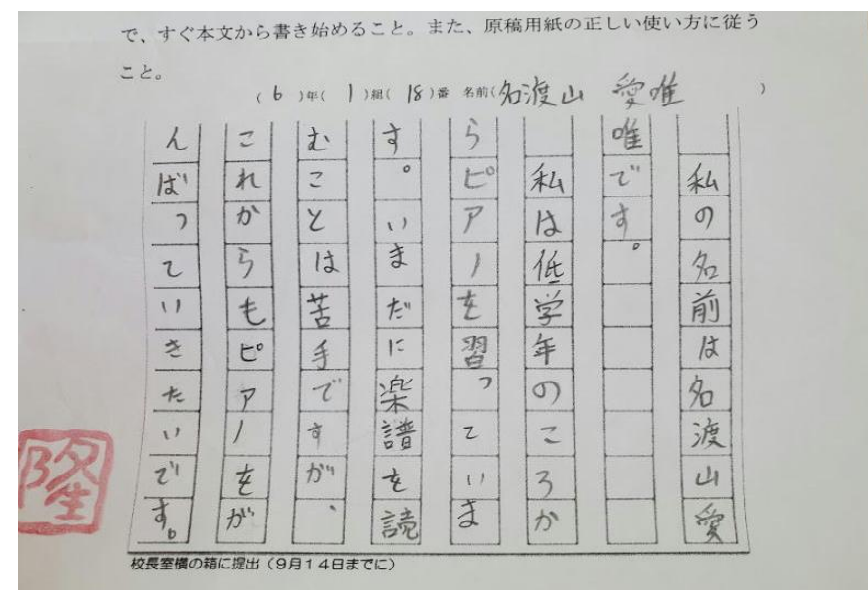 で、すぐ本文から書き始めること。また、原稿用紙の正しい使い方に従う
こと。
(6)年(1)組(18)番 名前(名渡山 愛唯)
私の名前は名渡山愛
唯です。
私は低学年のころか
らピアノを習っていま
す。いまだに楽譜を読
むことは苦手ですが、
これからもピアノをが
んばっていきたいです。
隆
校長室横の箱に提出(9月14日までに)